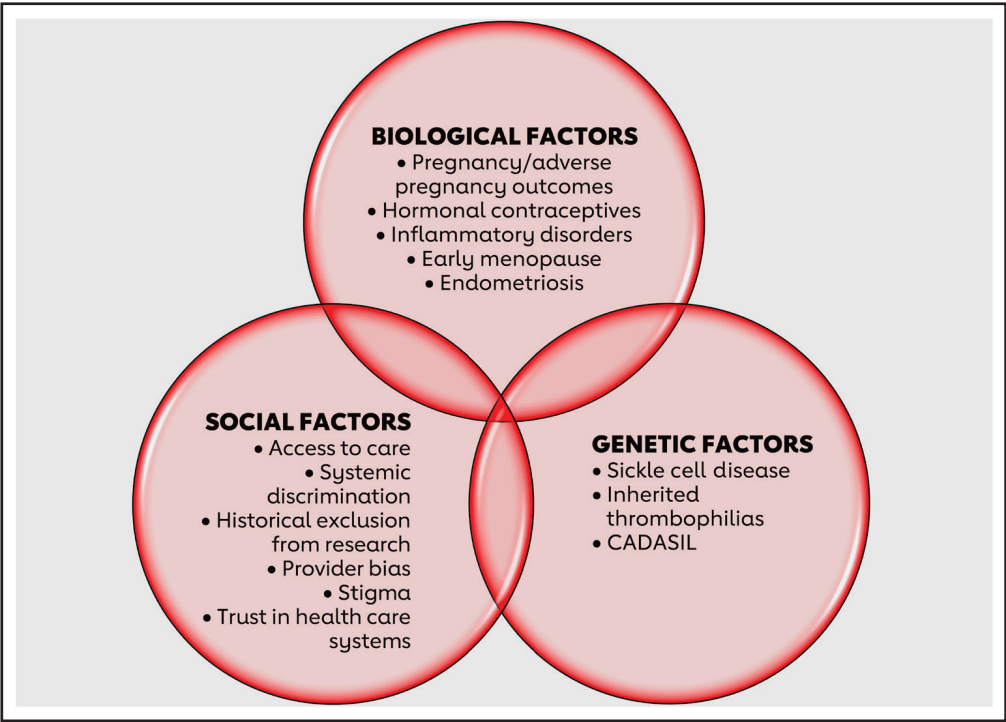 BIOLOGICAL FACTORS
• Pregnancy/adverse
pregnancy outcomes
• Hormonal contraceptives
• Inflammatory disorders
• Early menopause
• Endometriosis
SOCIAL FACTORS
• Access to care
• Systemic
discrimination
• Historical exclusion
from research
• Provider bias
• Stigma
• Trust in health care
systems
GENETIC FACTORS
• Sickle cell disease
• Inherited
thrombophilias
• CADASIL